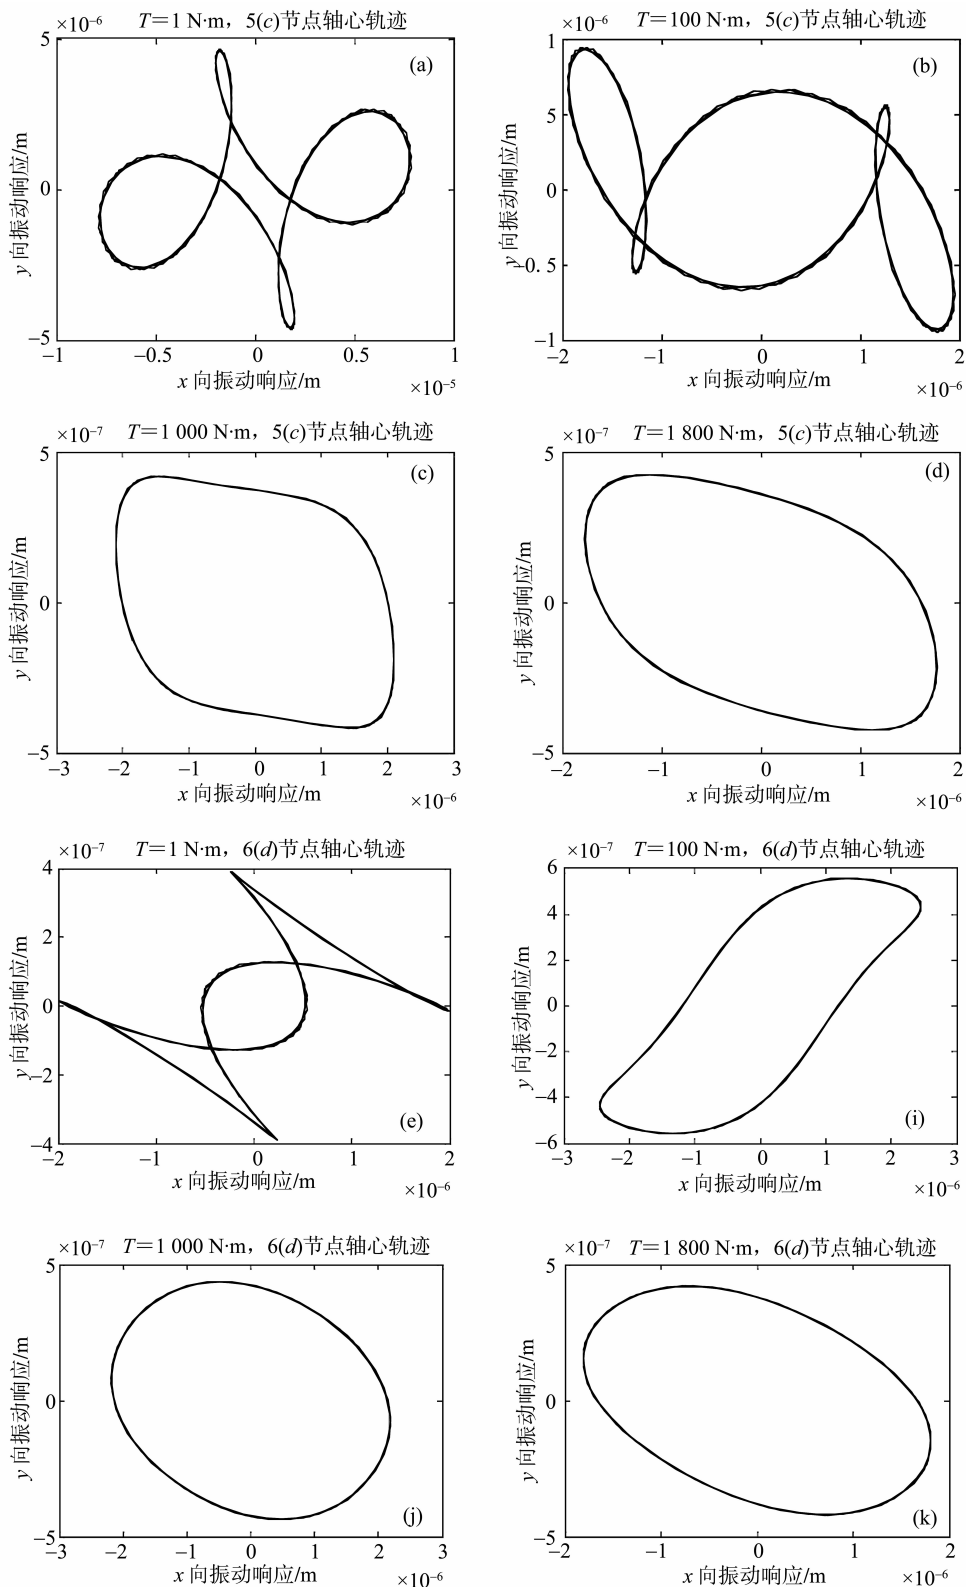 ×10⁻⁶ T＝1 N·m，5(c)节点轴心轨迹
(a)
5
0
−5
y 向振动响应/m
−1 −0.5 0 0.5 1
x 向振动响应/m
×10⁻⁵
×10⁻⁶ T＝100 N·m，5(c)节点轴心轨迹
(b)
1
5
0
−0.5
−1
y 向振动响应/m
−2 −1 0 1 2
x 向振动响应/m
×10⁻⁶
×10⁻⁷ T＝1 000 N·m，5(c)节点轴心轨迹
(c)
5
0
−5
y 向振动响应/m
−3 −2 −1 0 1 2 3
x 向振动响应/m
×10⁻⁶
×10⁻⁷ T＝1 800 N·m，5(c)节点轴心轨迹
(d)
5
0
−5
y 向振动响应/m
−2 −1 0 1 2
x 向振动响应/m
×10⁻⁶
×10⁻⁷ T＝1 N·m，6(d)节点轴心轨迹
4
2
0
−2
−4
y 向振动响应/m
(e)
−2 −1 0 1 2
x 向振动响应/m
×10⁻⁶
×10⁻⁷ T＝100 N·m，6(d)节点轴心轨迹
6
4
2
0
−2
−4
−6
y 向振动响应/m
(i)
−3 −2 −1 0 1 2 3
x 向振动响应/m
×10⁻⁶
×10⁻⁷ T＝1 000 N·m，6(d)节点轴心轨迹
5
0
−5
y 向振动响应/m
(j)
−3 −2 −1 0 1 2 3
x 向振动响应/m
×10⁻⁶
×10⁻⁷ T＝1 800 N·m，6(d)节点轴心轨迹
5
0
−5
y 向振动响应/m
(k)
−2 −1 0 1 2
x 向振动响应/m
×10⁻⁶